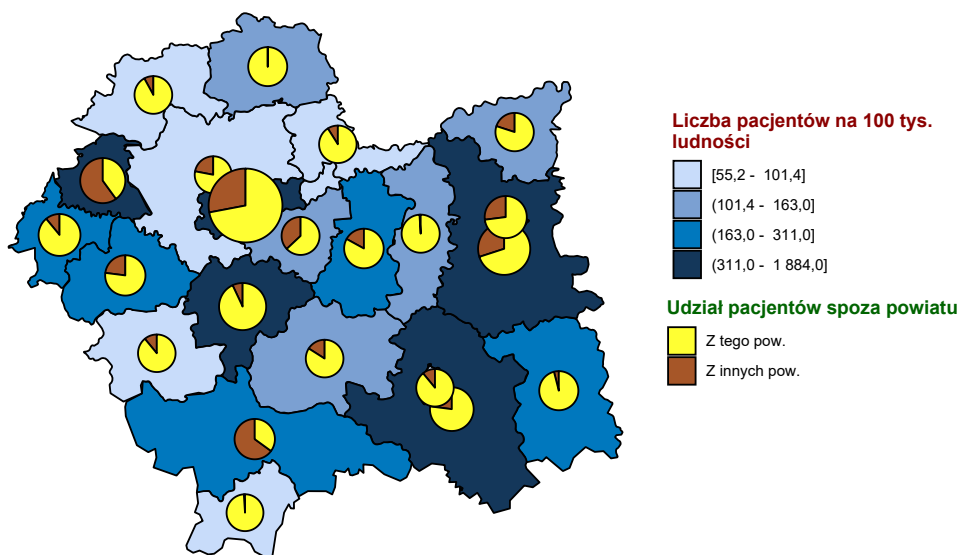 Liczba pacjentów na 100 tys.
ludności
[55,2 - 101,4]
(101,4 - 163,0]
(163,0 - 311,0]
(311,0 - 1 884,0]
Udział pacjentów spoza powiatu
Z tego pow.
Z innych pow.